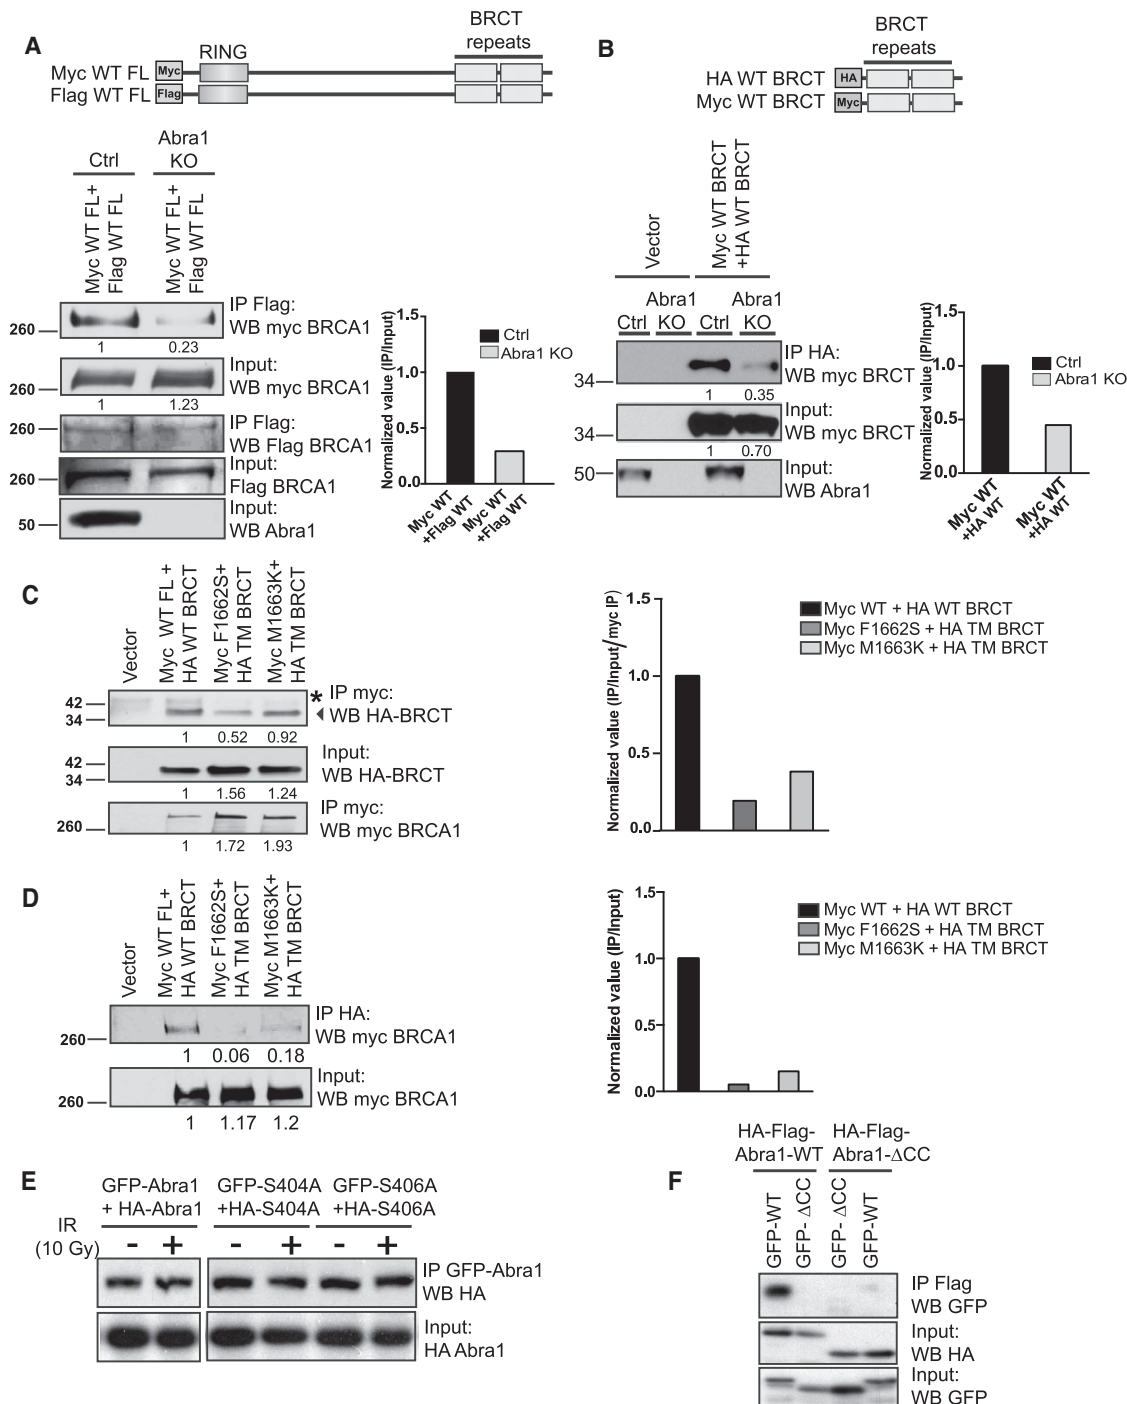 A
RING
BRCT
repeats
Myc WT FL
Myc
Flag WT FL
Flag
Ctrl
Abra1
KO
Myc WT FL+
Flag WT FL
Myc WT FL+
Flag WT FL
260
IP Flag:
WB myc BRCA1
1 0.23
260
Input:
WB myc BRCA1
1 1.23
260
IP Flag:
WB Flag BRCA1
260
Input:
Flag BRCA1
50
Input:
WB Abra1
Normalized value (IP/Input)
1.5
1.0
0.5
0.0
Ctrl
Abra1 KO
Myc WT
+Flag WT
Myc WT
+Flag WT
B
BRCT
repeats
HA WT BRCT
HA
Myc WT BRCT
Myc
Vector
Myc WT BRCT
+HA WT BRCT
Ctrl
Abra1
KO
Ctrl
Abra1
KO
34
IP HA:
WB myc BRCT
1 0.35
34
Input:
WB myc BRCT
1 0.70
50
Input:
WB Abra1
Normalized value (IP/Input)
1.5
1.0
0.5
0.0
Ctrl
Abra1 KO
Myc WT
+HA WT
Myc WT
+HA WT
C
Vector
Myc WT FL +
HA WT BRCT
Myc F1662S+
HA TM BRCT
Myc M1663K+
HA TM BRCT
42
34
* IP myc:
WB HA-BRCT
1 0.52 0.92
42
34
Input:
WB HA-BRCT
1 1.56 1.24
260
IP myc:
WB myc BRCA1
1 1.72 1.93
Normalized value (IP/Input/myc IP)
1.5
1.0
0.5
0.0
Myc WT + HA WT BRCT
Myc F1662S + HA TM BRCT
Myc M1663K + HA TM BRCT
D
Vector
Myc WT FL+
HA WT BRCT
Myc F1662S+
HA TM BRCT
Myc M1663K+
HA TM BRCT
260
IP HA:
WB myc BRCA1
1 0.06 0.18
260
Input:
WB myc BRCA1
1 1.17 1.2
Normalized value (IP/Input)
1.5
1.0
0.5
0.0
Myc WT + HA WT BRCT
Myc F1662S + HA TM BRCT
Myc M1663K + HA TM BRCT
E
GFP-Abra1
+ HA-Abra1
GFP-S404A
+HA-S404A
GFP-S406A
+HA-S406A
IR
(10 Gy)
- + - + - +
IP GFP-Abra1
WB HA
Input:
HA Abra1
F
HA-Flag-
Abra1-WT
HA-Flag-
Abra1-ΔCC
GFP-WT
GFP- ΔCC
GFP- ΔCC
GFP-WT
IP Flag
WB GFP
Input:
WB HA
Input:
WB GFP